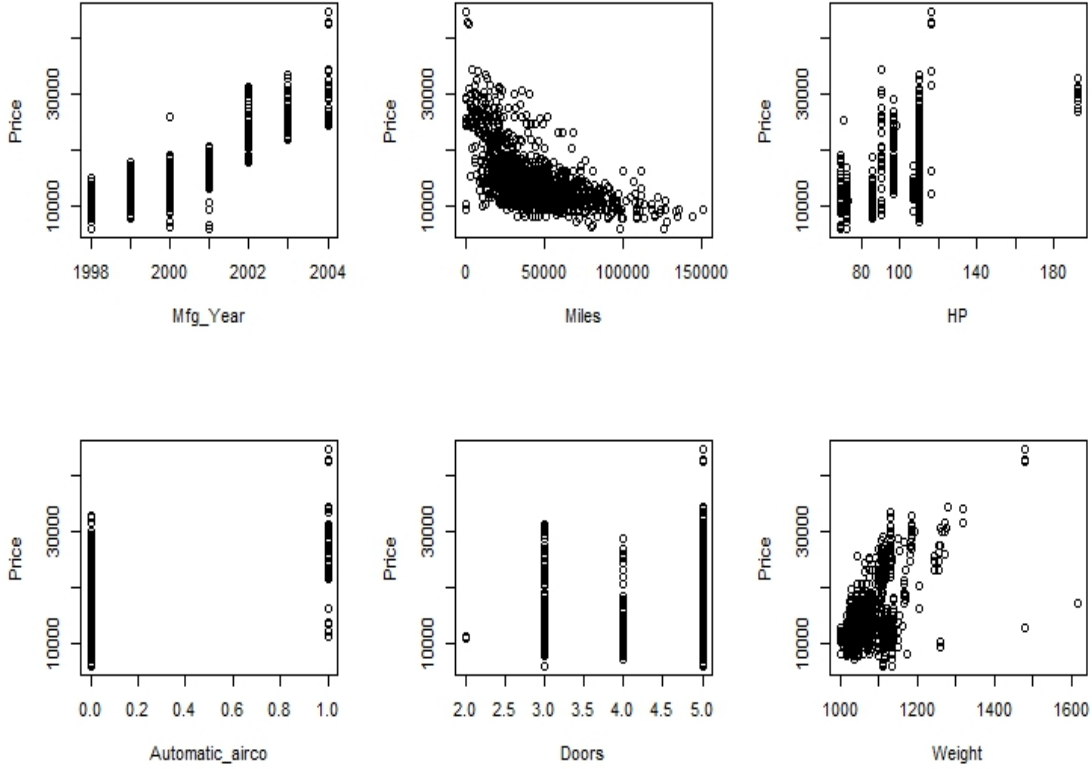 Price
10000 30000
1998 2000 2002 2004
Mfg_Year
Price
10000 30000
0 50000 100000 150000
Miles
Price
10000 30000
80 100 140 180
HP
Price
10000 30000
0.0 0.2 0.4 0.6 0.8 1.0
Automatic_airco
Price
10000 30000
2.0 2.5 3.0 3.5 4.0 4.5 5.0
Doors
Price
10000 30000
1000 1200 1400 1600
Weight